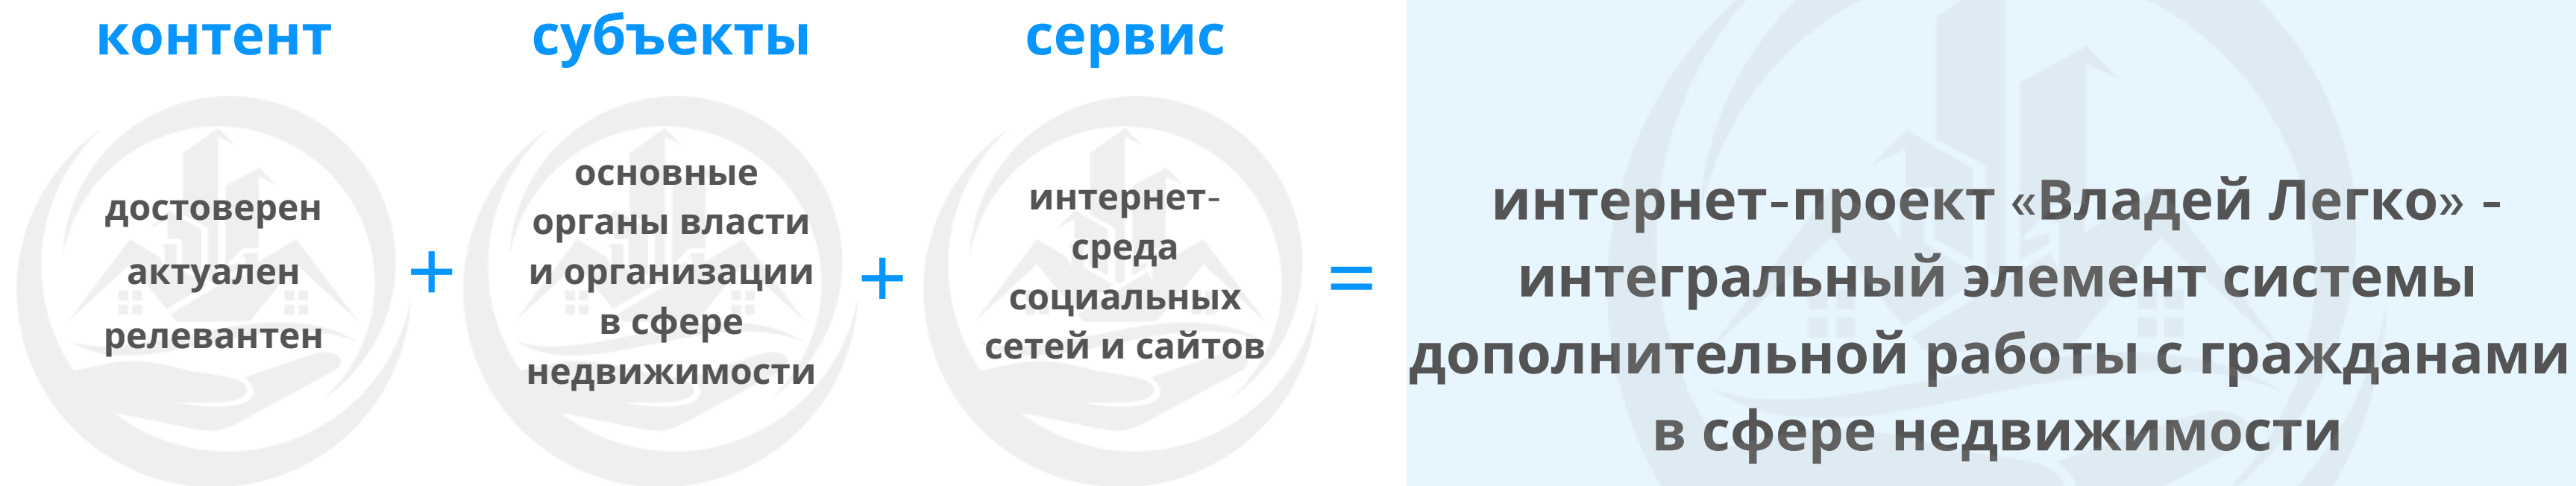 контент
достоверен
актуален
релевантен
+
субъекты
основные
органы власти
и организации
в сфере
недвижимости
+
сервис
интернет-
среда
социальных
сетей и сайтов
=
интернет-проект «Владей Легко» -
интегральный элемент системы
дополнительной работы с гражданами
в сфере недвижимости